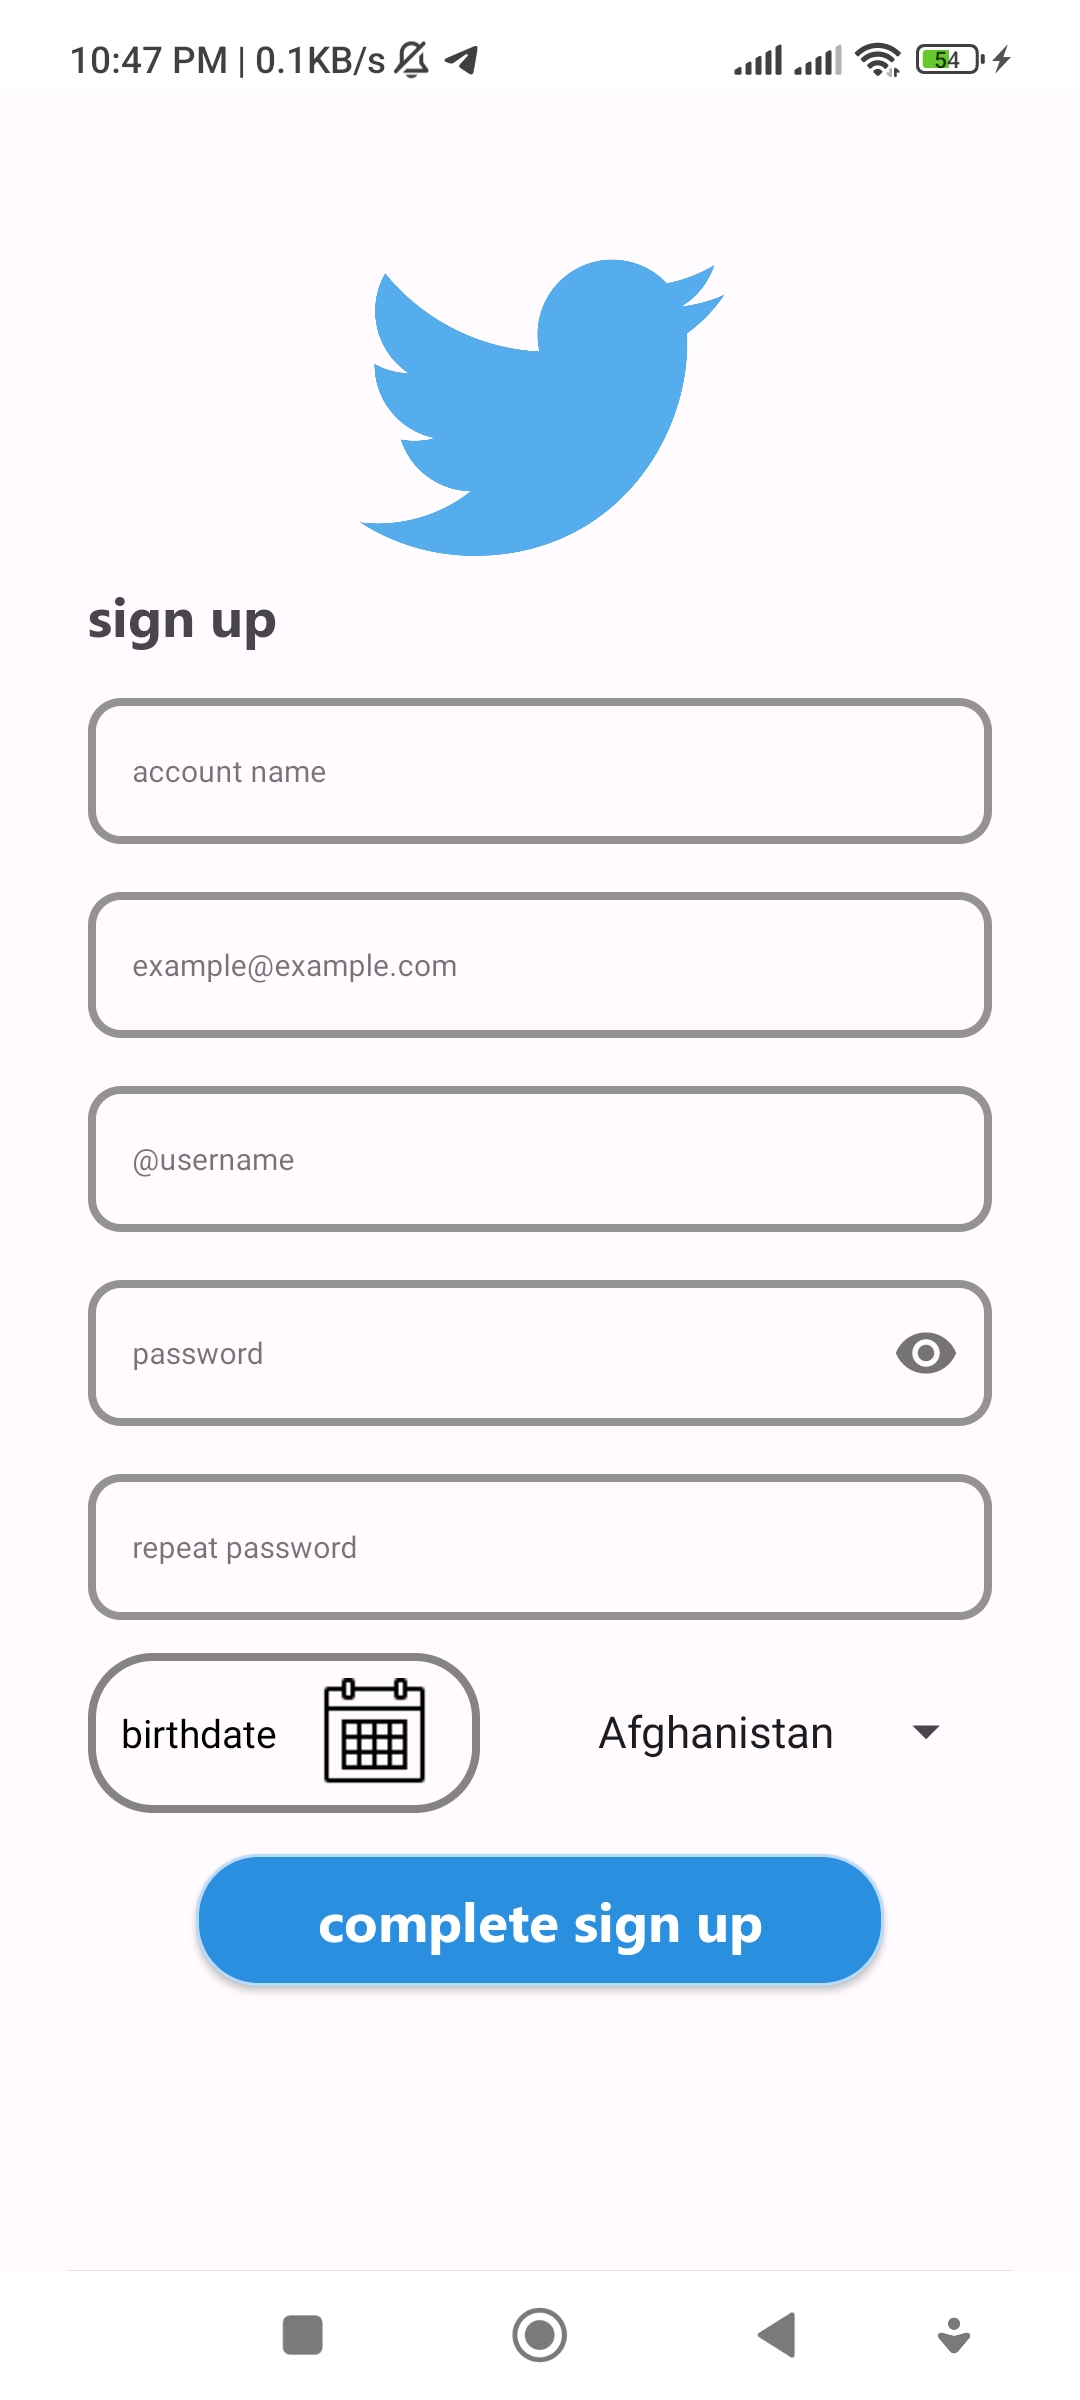 10:47 PM | 0.1KB/s 54
sign up
account name
example@example.com
@username
password
repeat password
birthdate Afghanistan
complete sign up